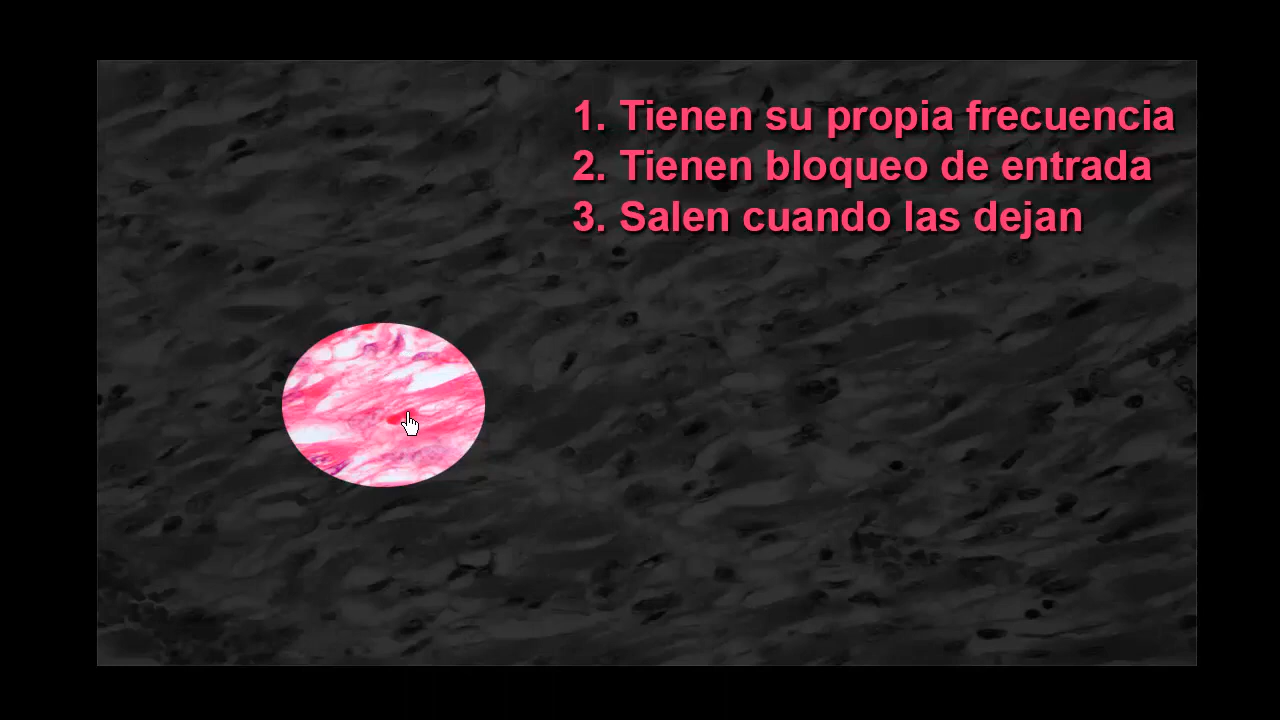 1. Tienen su propia frecuencia
2. Tienen bloqueo de entrada
3. Salen cuando las dejan